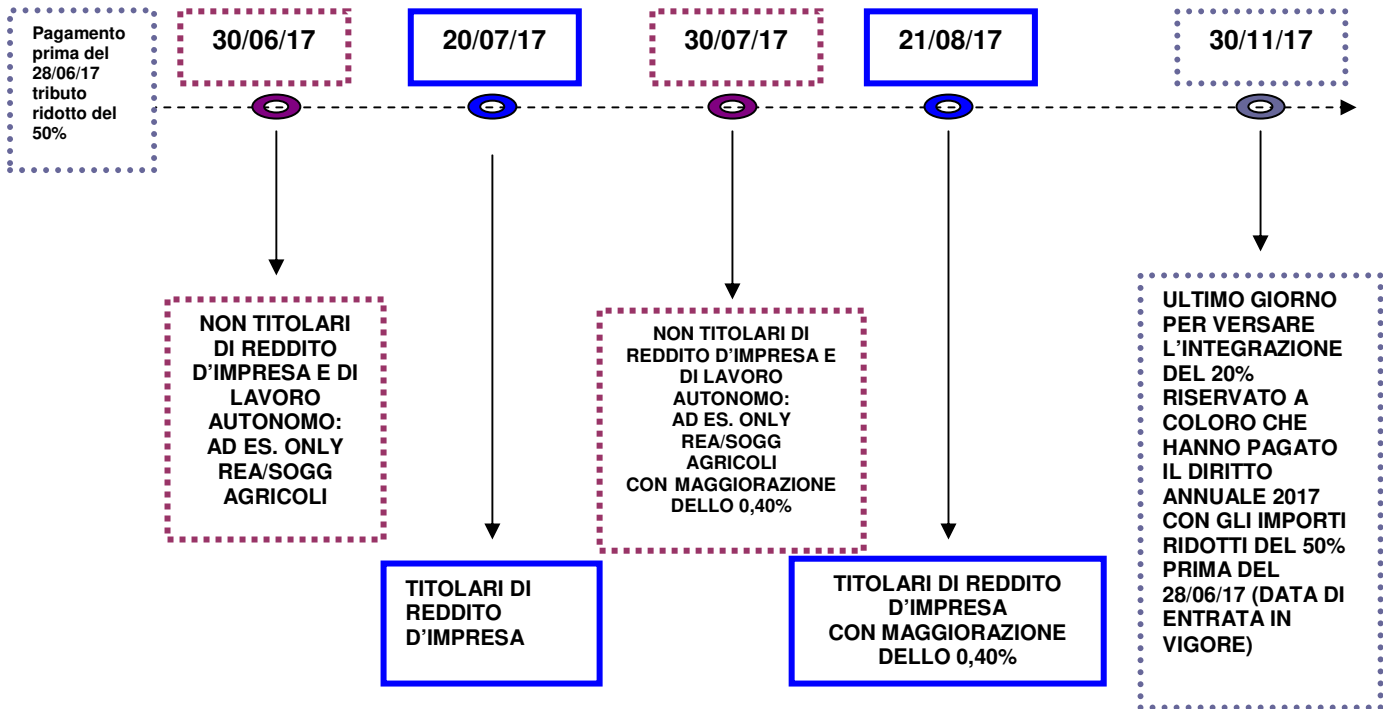 Pagamento
prima del
28/06/17
tributo
ridotto del
50%
30/06/17
20/07/17
30/07/17
21/08/17
30/11/17
NON TITOLARI
DI REDDITO
D’IMPRESA E DI
LAVORO
AUTONOMO:
AD ES. ONLY
REA/SOGG
AGRICOLI
TITOLARI DI
REDDITO
D’IMPRESA
NON TITOLARI DI
REDDITO D’IMPRESA E
DI LAVORO
AUTONOMO:
AD ES. ONLY
REA/SOGG
AGRICOLI
CON MAGGIORAZIONE
DELLO 0,40%
TITOLARI DI REDDITO
D’IMPRESA
CON MAGGIORAZIONE
DELLO 0,40%
ULTIMO GIORNO
PER VERSARE
L’INTEGRAZIONE
DEL 20%
RISERVATO A
COLORO CHE
HANNO PAGATO
IL DIRITTO
ANNUALE 2017
CON GLI IMPORTI
RIDOTTI DEL 50%
PRIMA DEL
28/06/17 (DATA DI
ENTRATA IN
VIGORE)